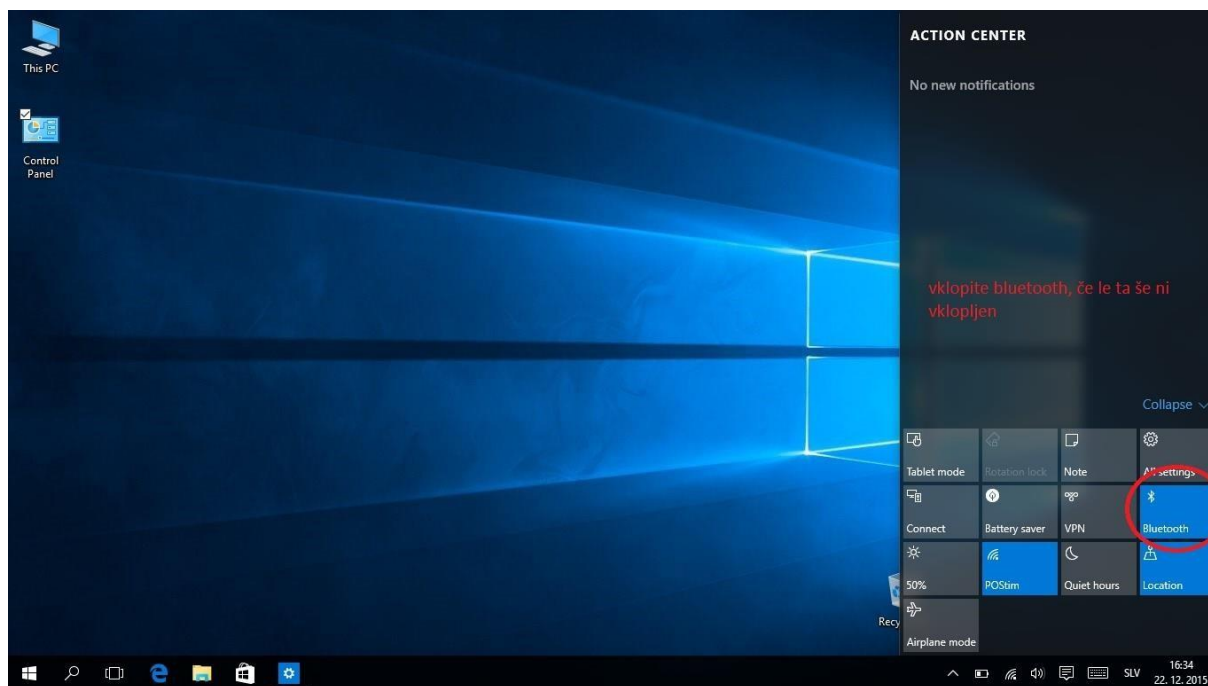 This PC
Control
Panel
ACTION CENTER
No new notifications
vklopite bluetooth, če le ta še ni
vklopljen
Collapse
Tablet mode
Rotation lock
Note
All settings
Connect
Battery saver
VPN
Bluetooth
50%
POStim
Quiet hours
Location
Airplane mode
Recy
SLV
16:34
22. 12. 2015